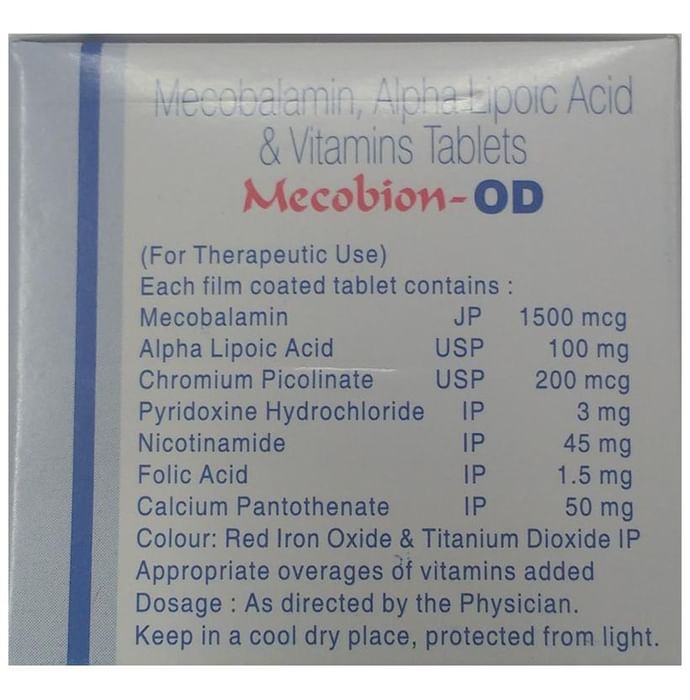 Mecobalamin, Alpha Lipoic Acid
& Vitamins Tablets
Mecobion-OD
(For Therapeutic Use)
Each film coated tablet contains :
Mecobalamin JP 1500 mcg
Alpha Lipoic Acid USP 100 mg
Chromium Picolinate USP 200 mcg
Pyridoxine Hydrochloride IP 3 mg
Nicotinamide IP 45 mg
Folic Acid IP 1.5 mg
Calcium Pantothenate IP 50 mg
Colour: Red Iron Oxide & Titanium Dioxide IP
Appropriate overages of vitamins added
Dosage : As directed by the Physician.
Keep in a cool dry place, protected from light.